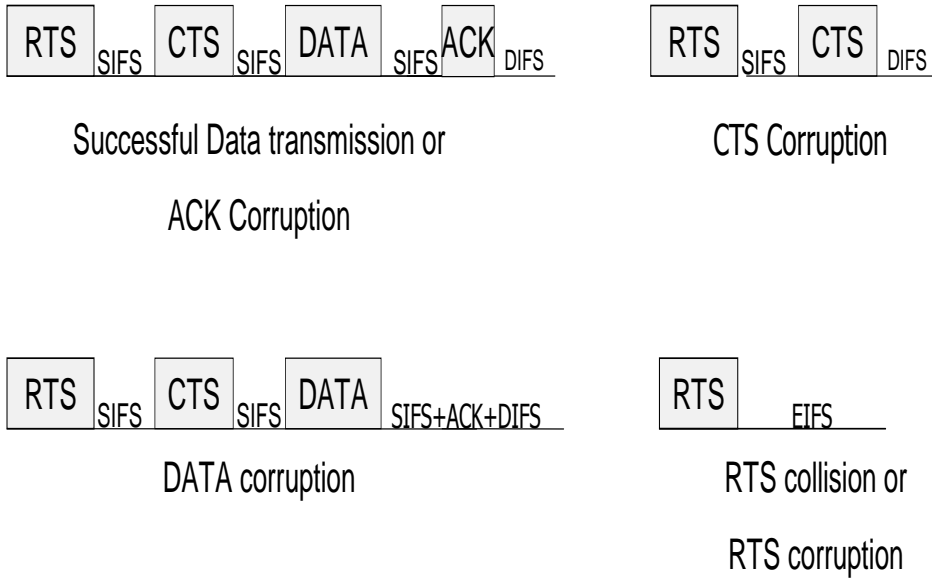 RTS SIFS CTS SIFS DATA SIFS ACK DIFS
Successful Data transmission or
ACK Corruption
RTS SIFS CTS DIFS
CTS Corruption
RTS SIFS CTS SIFS DATA SIFS+ACK+DIFS
DATA corruption
RTS EIFS
RTS collision or
RTS corruption